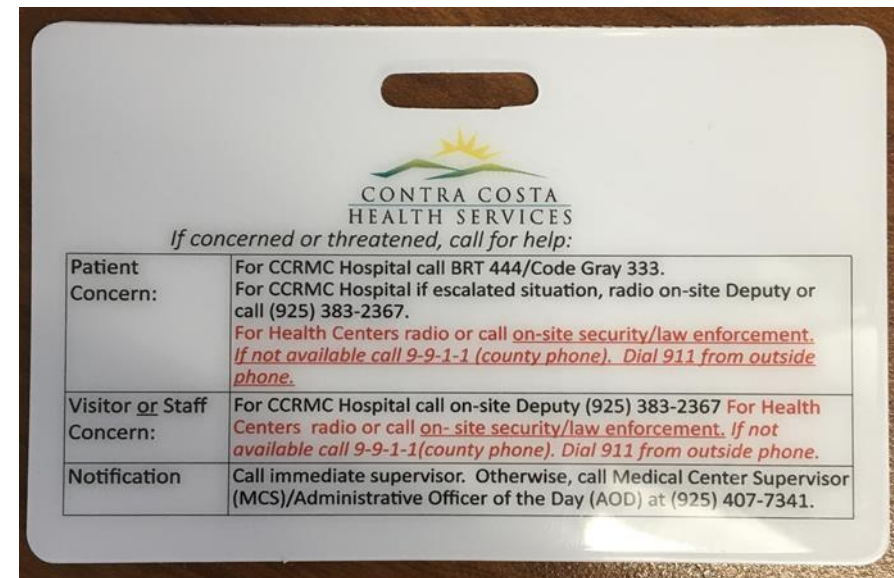 CONTRA COSTA
HEALTH SERVICES
If concerned or threatened, call for help:
Patient
Concern:
For CCRMC Hospital call BRT 444/Code Gray 333.
For CCRMC Hospital if escalated situation, radio on-site Deputy or
call (925) 383-2367.
For Health Centers radio or call on-site security/law enforcement.
If not available call 9-9-1-1 (county phone). Dial 911 from outside
phone.
Visitor or Staff
Concern:
For CCRMC Hospital call on-site Deputy (925) 383-2367 For Health
Centers radio or call on- site security/law enforcement. If not
available call 9-9-1-1(county phone). Dial 911 from outside phone.
Notification
Call immediate supervisor. Otherwise, call Medical Center Supervisor
(MCS)/Administrative Officer of the Day (AOD) at (925) 407-7341.